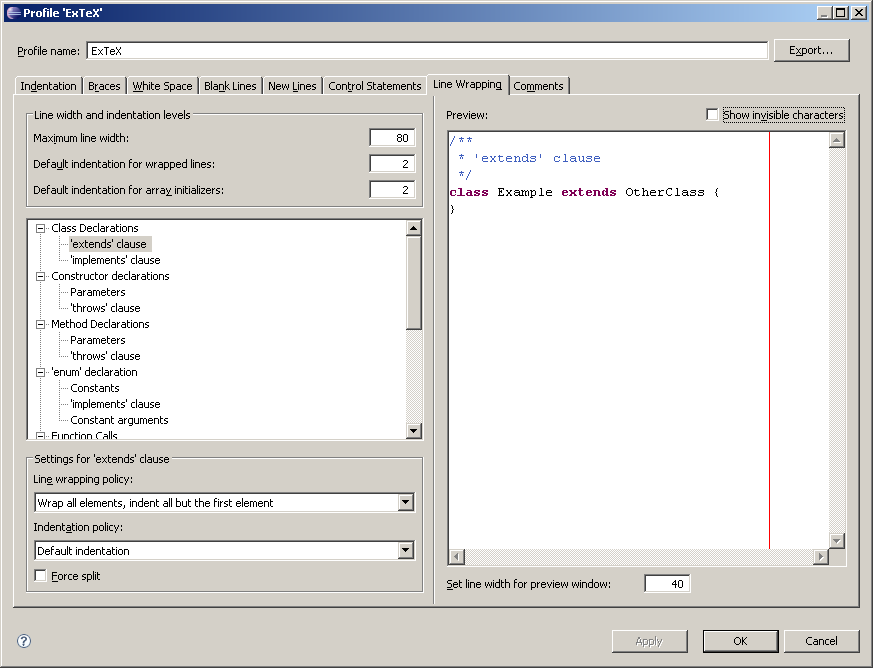 Profile 'ExTeX'
Profile name: ExTeX Export...
Indentation Braces White Space Blank Lines New Lines Control Statements Line Wrapping Comments
Line width and indentation levels
Maximum line width: 80
Default indentation for wrapped lines: 2
Default indentation for array initializers: 2
Class Declarations
'extends' clause
'implements' clause
Constructor declarations
Parameters
'throws' clause
Method Declarations
Parameters
'throws' clause
'enum' declaration
Constants
'implements' clause
Constant arguments
Function Calls
Settings for 'extends' clause
Line wrapping policy:
Wrap all elements, indent all but the first element
Indentation policy:
Default indentation
Force split
Preview: Show invisible characters
/**
* 'extends' clause
*/
class Example extends OtherClass {
}
Set line width for preview window: 40
? Apply OK Cancel